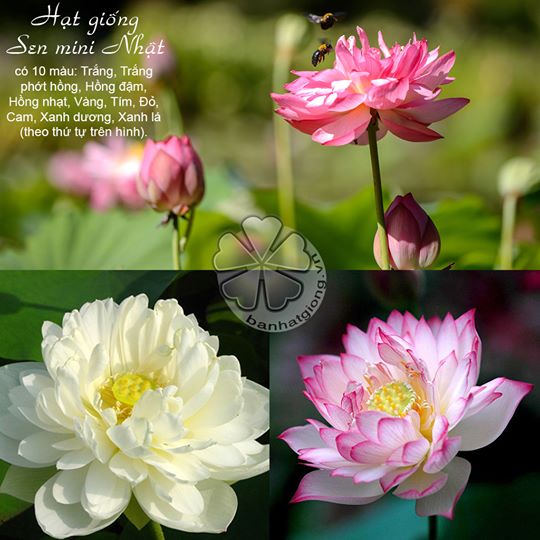 Hạt giống
Sen mini Nhật
có 10 màu: Trắng, Trắng
phớt hồng, Hồng đậm,
Hồng nhạt, Vàng, Tím, Đỏ,
Cam, Xanh dương, Xanh lá
(theo thứ tự trên hình).
banhatgiong.vn